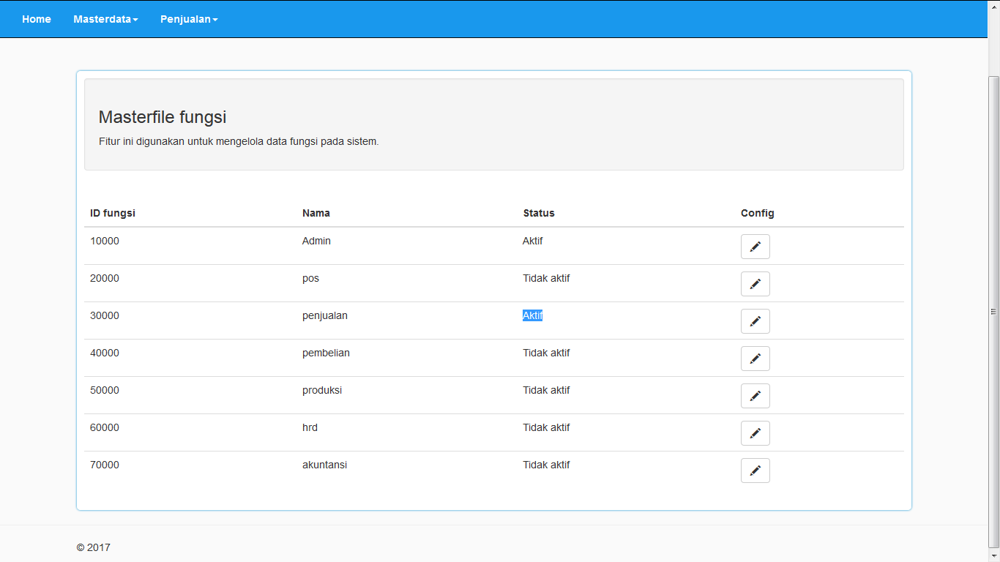 Home Masterdata Penjualan
Masterfile fungsi
Fitur ini digunakan untuk mengelola data fungsi pada sistem.
ID fungsi Nama Status Config
10000 Admin Aktif
20000 pos Tidak aktif
30000 penjualan Aktif
40000 pembelian Tidak aktif
50000 produksi Tidak aktif
60000 hrd Tidak aktif
70000 akuntansi Tidak aktif
© 2017